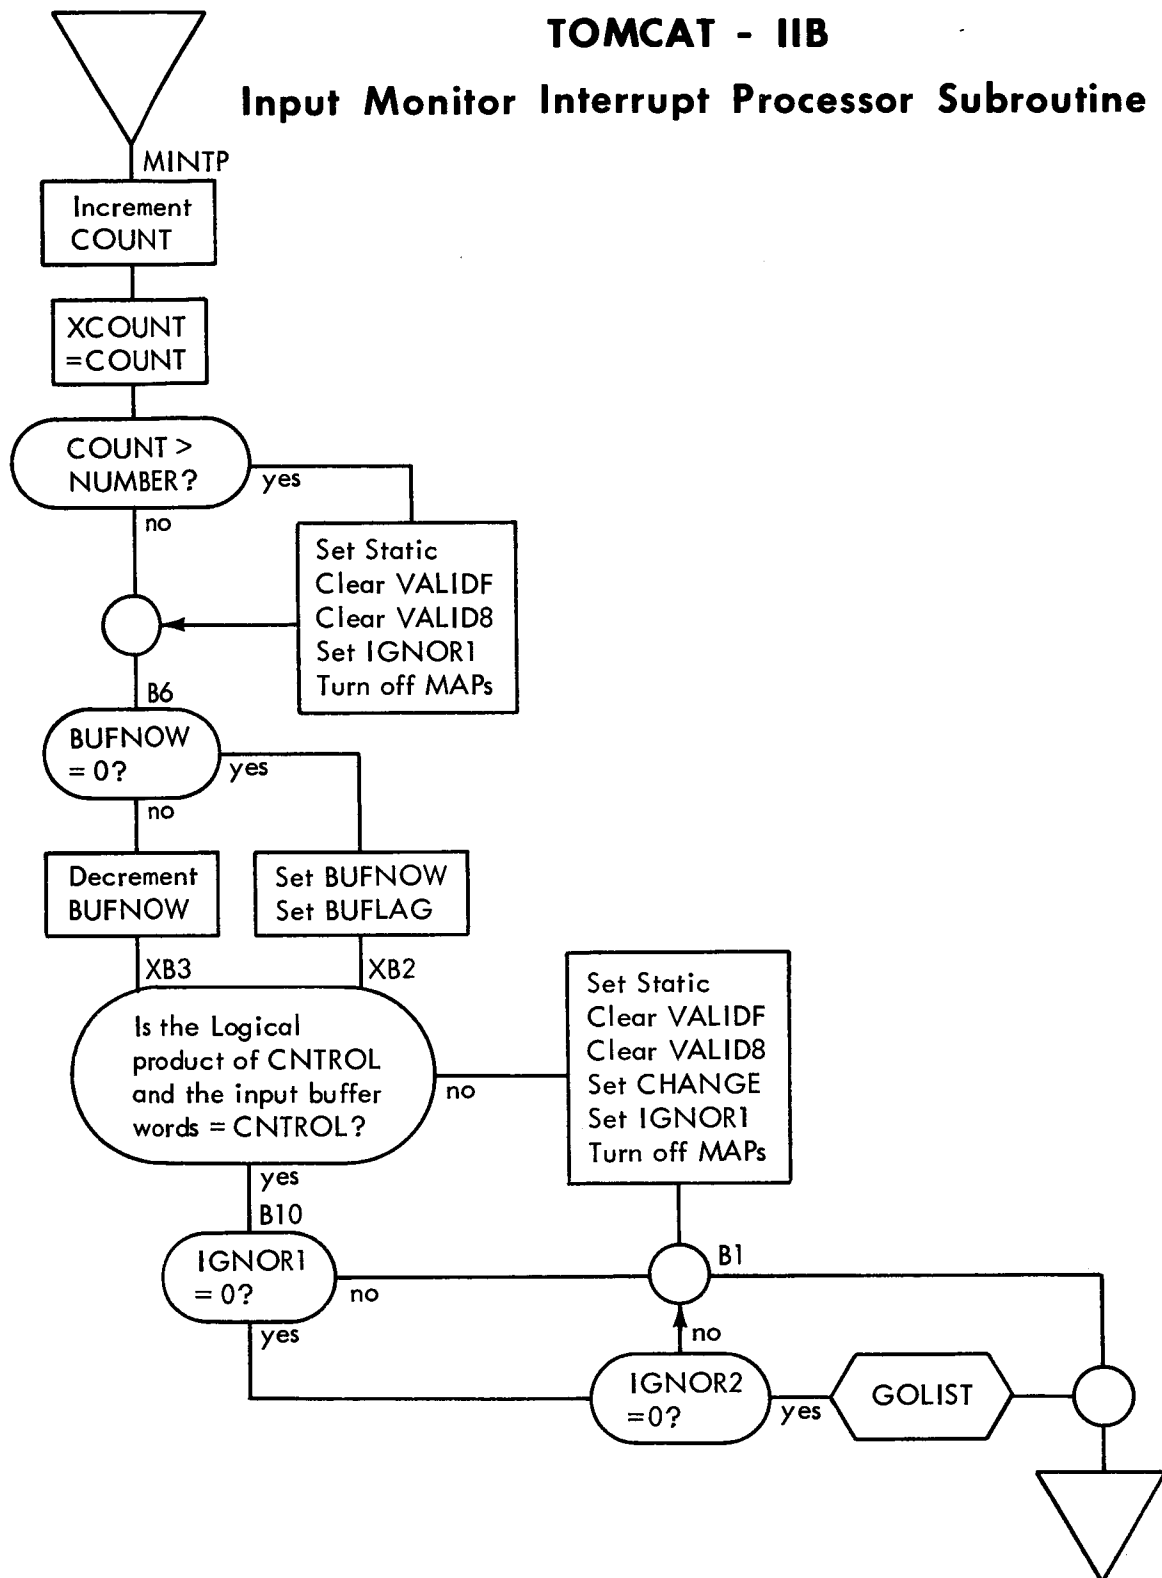 TOMCAT - IIB
Input Monitor Interrupt Processor Subroutine
MINTP
Increment
COUNT
XCOUNT
=COUNT
COUNT >
NUMBER?
yes
no
Set Static
Clear VALIDF
Clear VALID8
Set IGNOR1
Turn off MAPs
B6
BUFNOW
= 0?
yes
no
Decrement
BUFNOW
Set BUFNOW
Set BUFLAG
XB3
XB2
Is the Logical
product of CNTROL
and the input buffer
words = CNTROL?
no
yes
Set Static
Clear VALIDF
Clear VALID8
Set CHANGE
Set IGNOR1
Turn off MAPs
B10
IGNOR1
= 0?
no
yes
B1
no
IGNOR2
=0?
yes
GOLIST